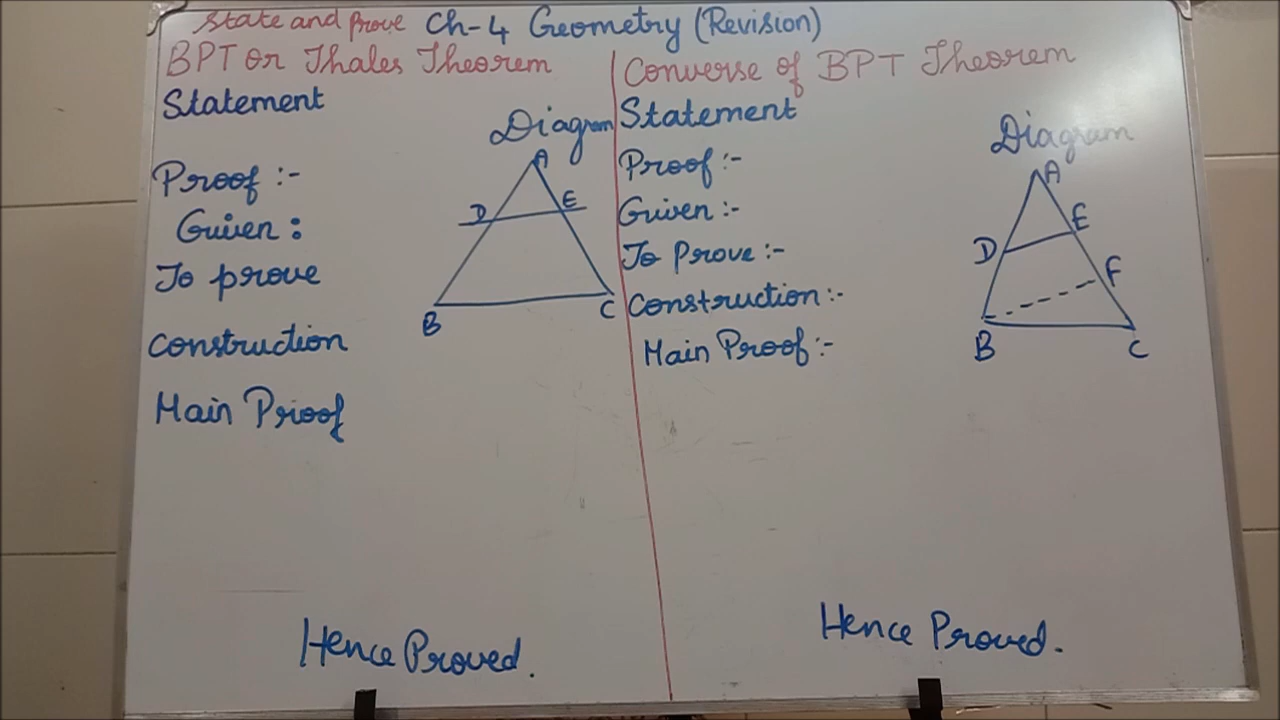 State and Prove Ch-4 Geometry (Revision)
BPT or Thales Theorem
Statement
Diagram
A
D
E
B
C
Proof :-
Given :
To prove
Construction
Main Proof
Hence Proved.
Converse of BPT Theorem
Statement
Diagram
A
E
D
F
B
C
Proof :-
Given :-
To Prove :-
Construction :-
Main Proof :-
Hence Proved.